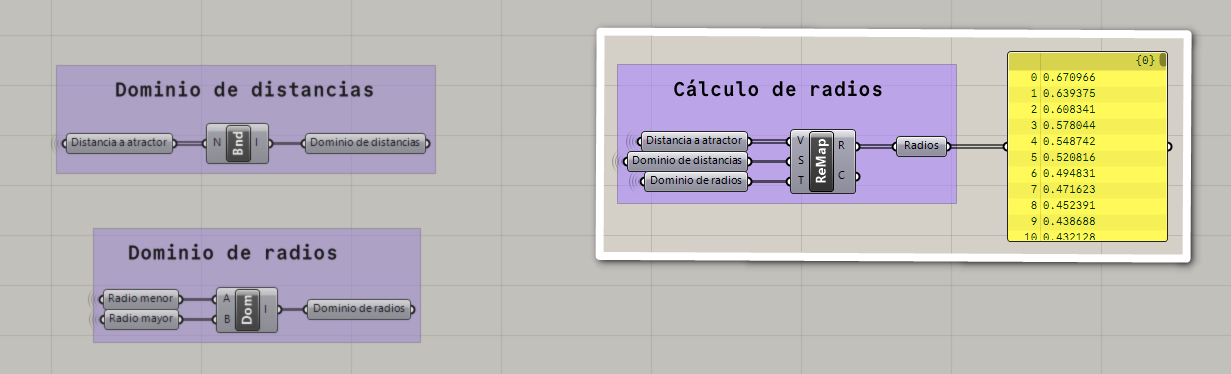 Dominio de distancias
Distancia a atractor
N
Bnd
I
Dominio de distancias
Dominio de radios
Radio menor
Radio mayor
A
B
Dom
I
Dominio de radios
Cálculo de radios
Distancia a atractor
Dominio de distancias
Dominio de radios
V
S
T
ReMap
R
C
Radios
{0}
0 0.670966
1 0.639375
2 0.608341
3 0.578044
4 0.548742
5 0.520816
6 0.494831
7 0.471623
8 0.452391
9 0.438688
10 0.432128